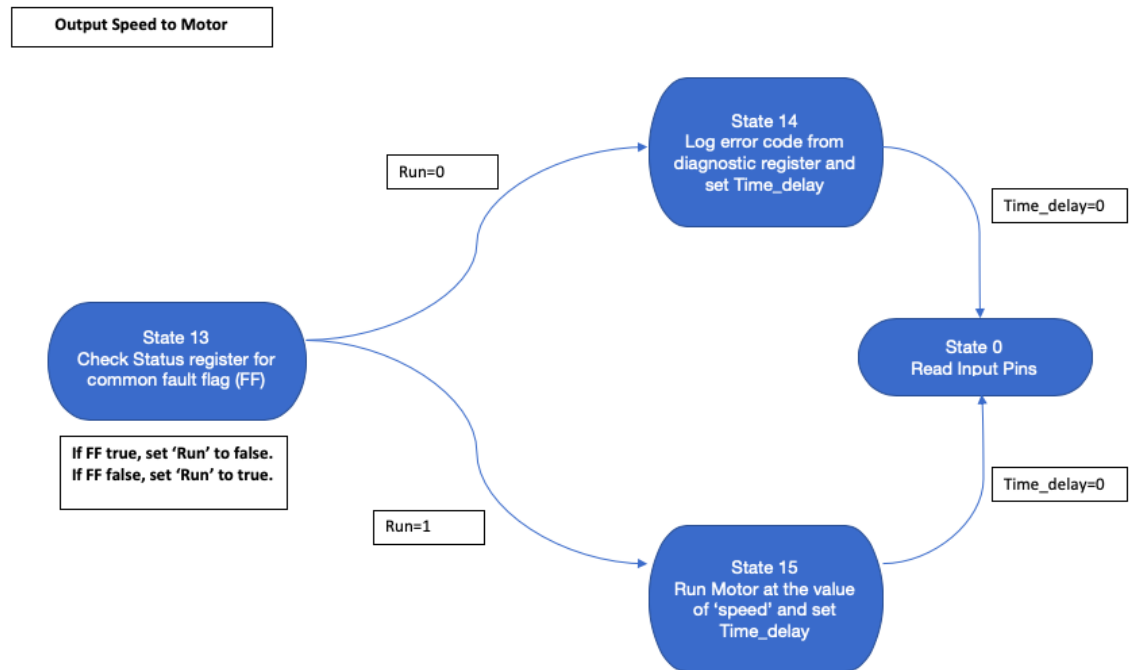 Output Speed to Motor
State 14
Log error code from
diagnostic register and
set Time_delay
Run=0
Time_delay=0
State 13
Check Status register for
common fault flag (FF)
State 0
Read Input Pins
If FF true, set ‘Run’ to false.
If FF false, set ‘Run’ to true.
Time_delay=0
Run=1
State 15
Run Motor at the value
of ‘speed’ and set
Time_delay